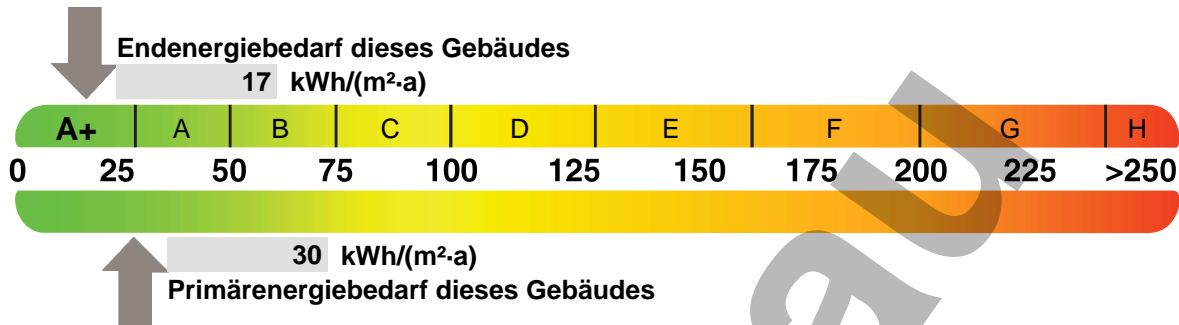 Endenergiebedarf dieses Gebäudes
17 kWh/(m²·a)
A+ A B C D E F G H
0 25 50 75 100 125 150 175 200 225 >250
30 kWh/(m²·a)
Primärenergiebedarf dieses Gebäudes
au